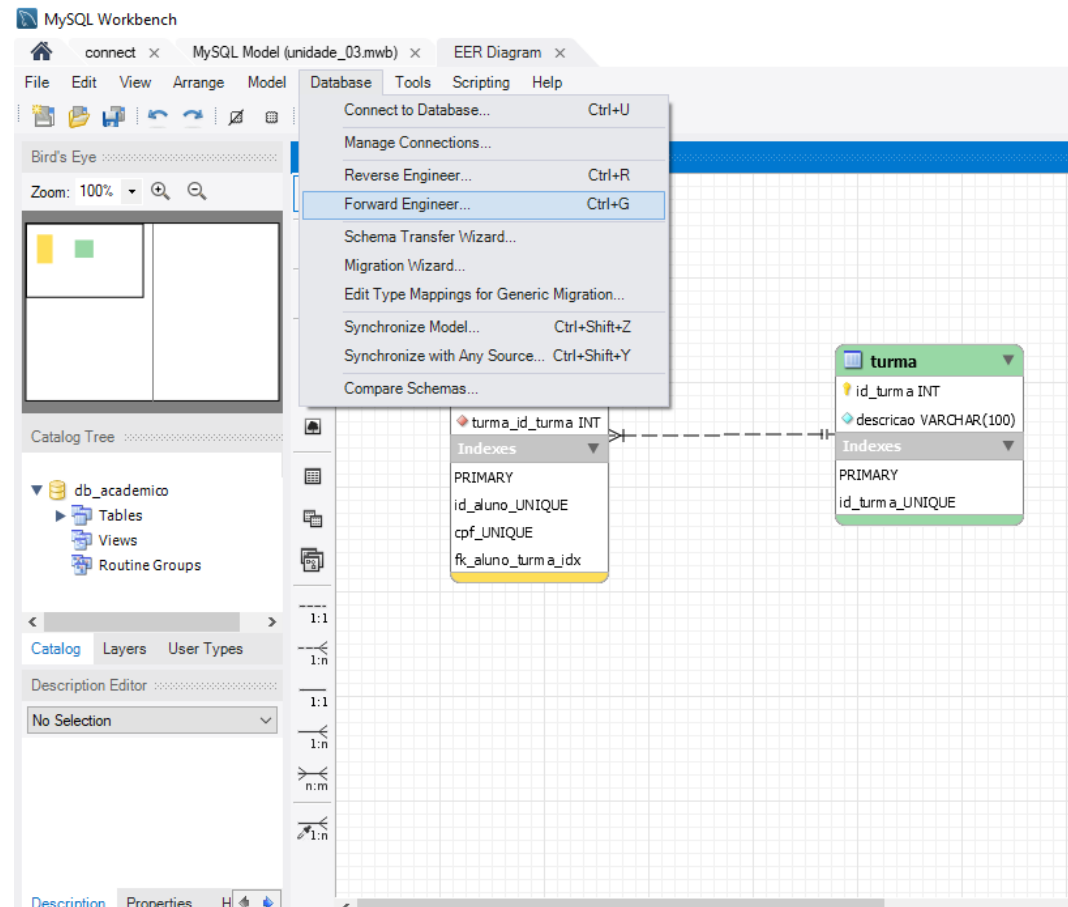 MySQL Workbench
connect × MySQL Model (unidade_03.mwb) × EER Diagram ×
File Edit View Arrange Model Database Tools Scripting Help
Connect to Database... Ctrl+U
Manage Connections...
Reverse Engineer... Ctrl+R
Forward Engineer... Ctrl+G
Schema Transfer Wizard...
Migration Wizard...
Edit Type Mappings for Generic Migration...
Synchronize Model... Ctrl+Shift+Z
Synchronize with Any Source... Ctrl+Shift+Y
Compare Schemas...
Bird's Eye
Zoom: 100%
Catalog Tree
db_academico
Tables
Views
Routine Groups
Catalog Layers User Types
Description Editor
No Selection
Description Properties H
1:1
1:n
1:1
1:n
n:m
1:n
turma_id_turma INT
Indexes
PRIMARY
id_aluno_UNIQUE
cpf_UNIQUE
fk_aluno_turma_idx
turma
id_turma INT
descricao VARCHAR(100)
Indexes
PRIMARY
id_turma_UNIQUE